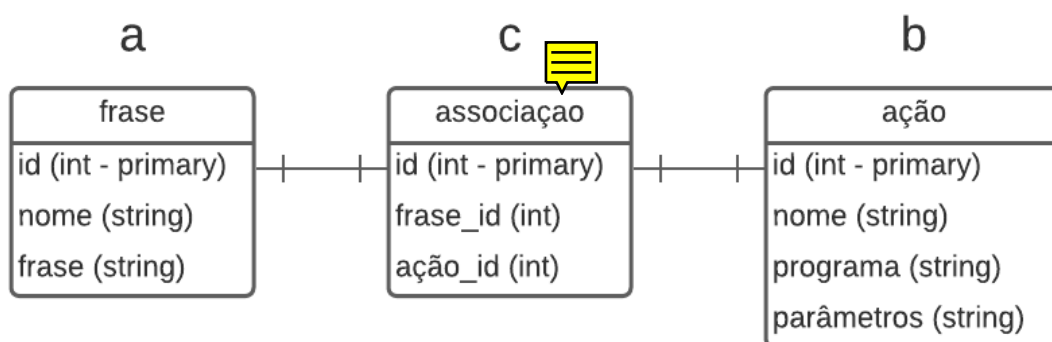 a
c
b
frase
id (int - primary)
nome (string)
frase (string)
associaçao
id (int - primary)
frase_id (int)
ação_id (int)
ação
id (int - primary)
nome (string)
programa (string)
parâmetros (string)